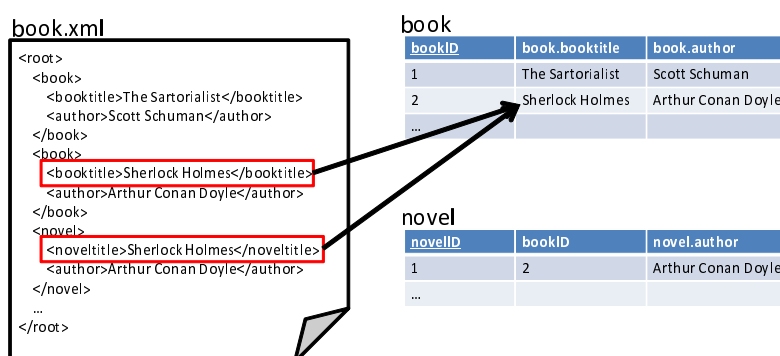 book.xml
<root>
<book>
<booktitle>The Sartorialist</booktitle>
<author>Scott Schuman</author>
</book>
<book>
<booktitle>Sherlock Holmes</booktitle>
<author>Arthur Conan Doyle</author>
</book>
<novel>
<noveltitle>Sherlock Holmes</noveltitle>
<author>Arthur Conan Doyle</author>
</novel>
…
</root>
book
bookID book.booktitle book.author
1 The Sartorialist Scott Schuman
2 Sherlock Holmes Arthur Conan Doyle
…
novel
novelID bookID novel.author
1 2 Arthur Conan Doyle
…